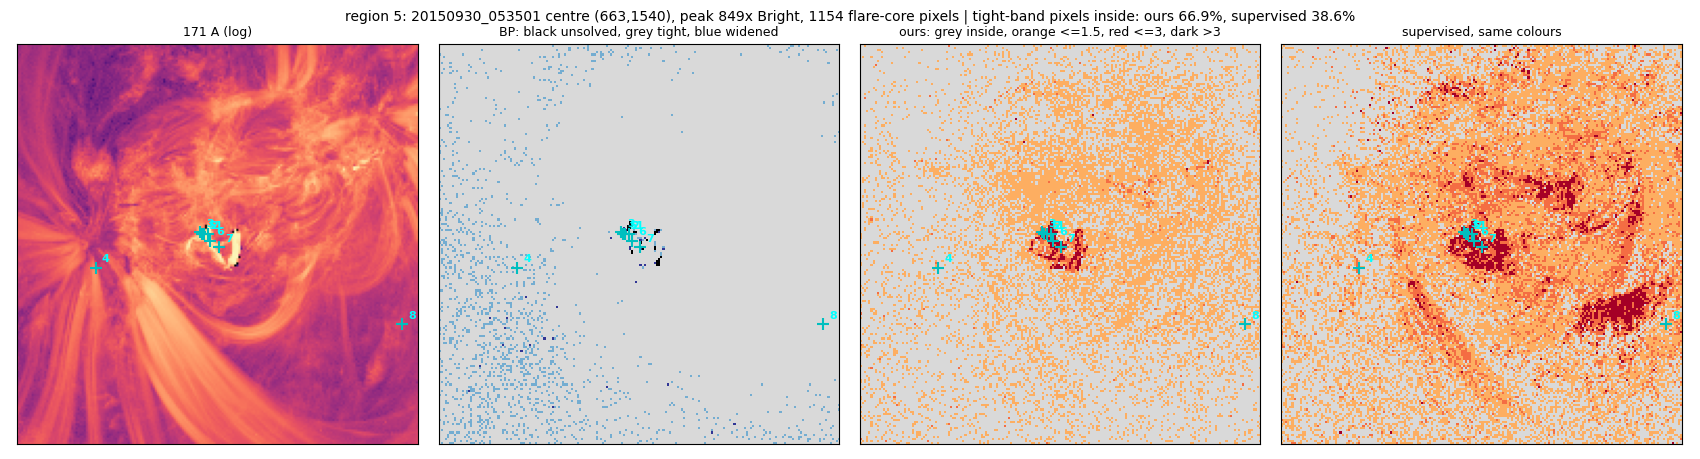 region 5: 20150930_053501 centre (663,1540), peak 849x Bright, 1154 flare-core pixels | tight-band pixels inside: ours 66.9%, supervised 38.6%
171 A (log)
BP: black unsolved, grey tight, blue widened
ours: grey inside, orange <=1.5, red <=3, dark >3
supervised, same colours
4
8
4
8
4
8
4
8